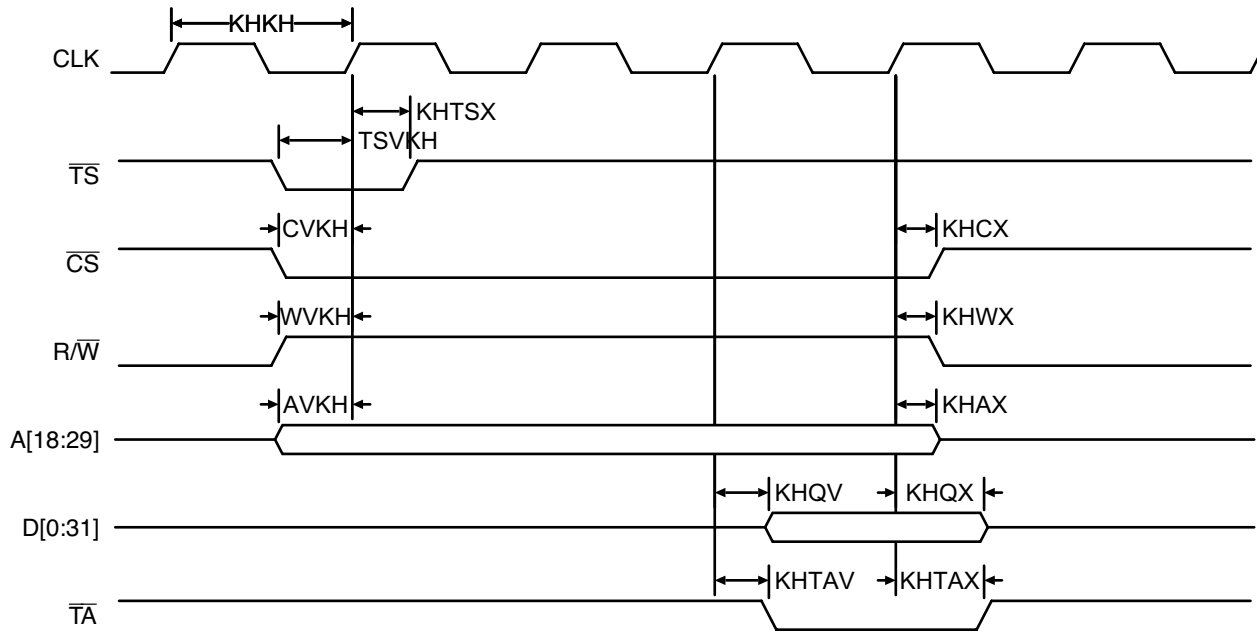 KHKH
CLK
KHTSX
TSVKH
TS
CVKH
KHCX
CS
WVKH
KHWX
R/W
AVKH
KHAX
A[18:29]
KHQV
KHQX
D[0:31]
KHTAV
KHTAX
TA